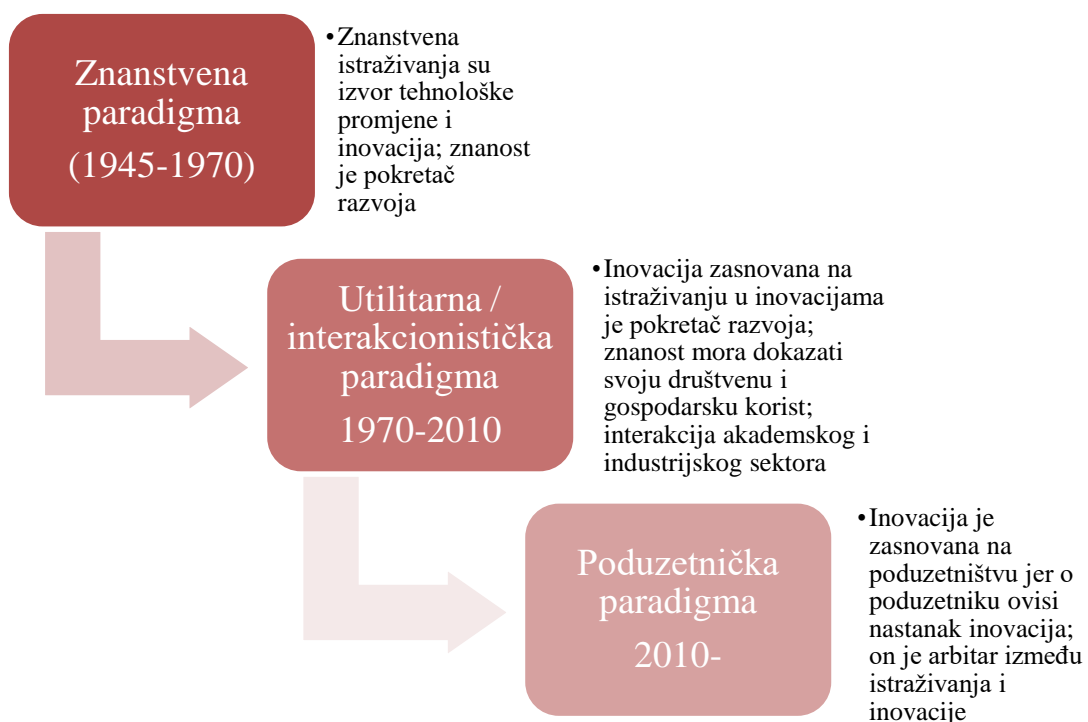 Znanstvena
paradigma
(1945-1970)
•Znanstvena
istraživanja su
izvor tehnološke
promjene i
inovacija; znanost
je pokretač
razvoja
Utilitarna /
interakcionistička
paradigma
1970-2010
•Inovacija zasnovana na
istraživanju u inovacijama
je pokretač razvoja;
znanost mora dokazati
svoju društvenu i
gospodarsku korist;
interakcija akademskog i
industrijskog sektora
Poduzetnička
paradigma
2010-
•Inovacija je
zasnovana na
poduzetništvu jer o
poduzetniku ovisi
nastanak inovacija;
on je arbitar između
istraživanja i
inovacije